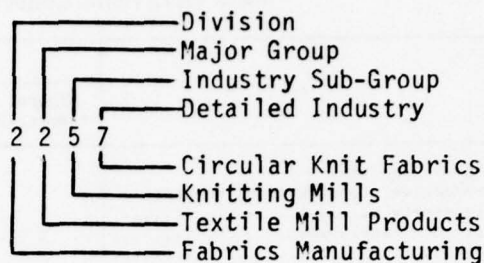 Division
Major Group
Industry Sub-Group
Detailed Industry
2 2 5 7
Circular Knit Fabrics
Knitting Mills
Textile Mill Products
Fabrics Manufacturing